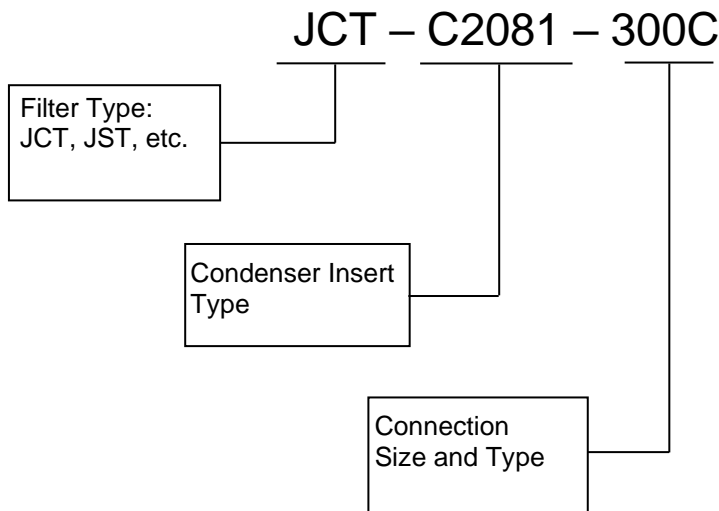 JCT – C2081 – 300C
Filter Type:
JCT, JST, etc.
Condenser Insert
Type
Connection
Size and Type